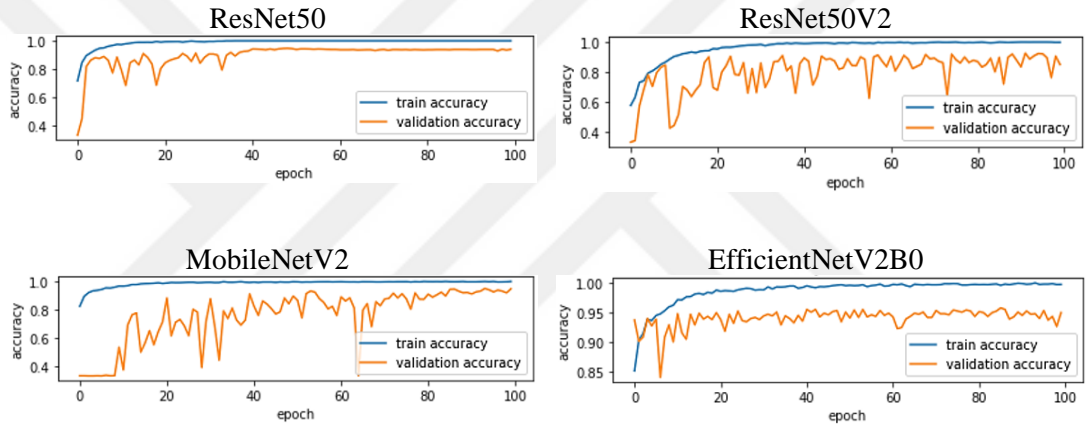 ResNet50
1.0
0.8
0.6
0.4
accuracy
train accuracy
validation accuracy
0 20 40 60 80 100
epoch
ResNet50V2
1.0
0.8
0.6
0.4
accuracy
train accuracy
validation accuracy
0 20 40 60 80 100
epoch
MobileNetV2
1.0
0.8
0.6
0.4
accuracy
train accuracy
validation accuracy
0 20 40 60 80 100
epoch
EfficientNetV2B0
1.00
0.95
0.90
0.85
accuracy
train accuracy
validation accuracy
0 20 40 60 80 100
epoch